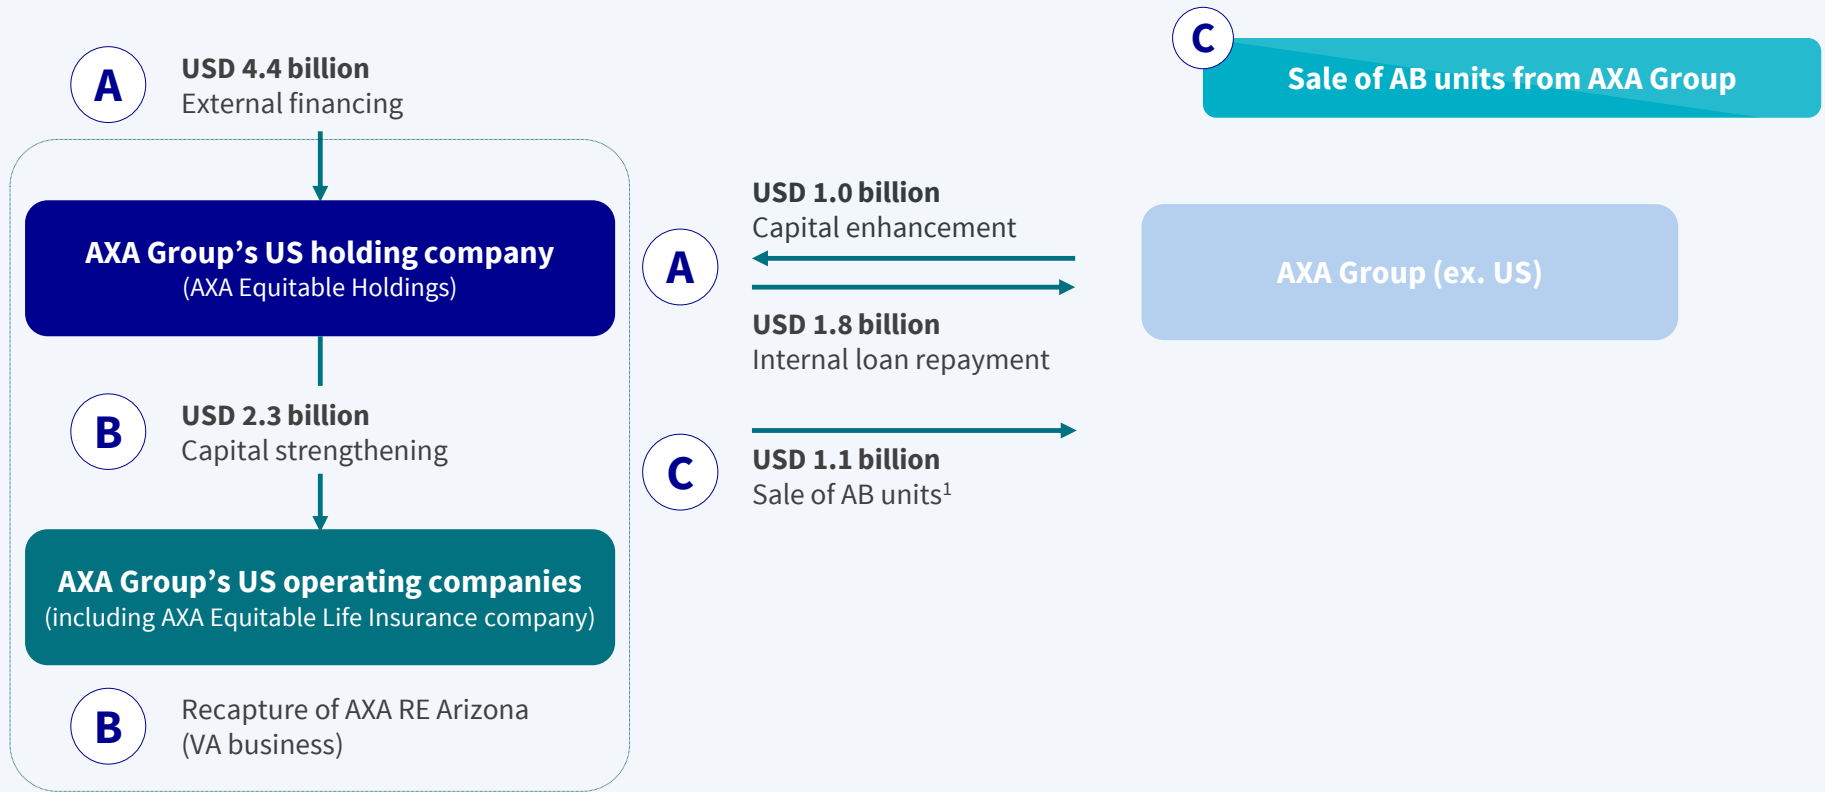 A
USD 4.4 billion
External financing
C
Sale of AB units from AXA Group
AXA Group’s US holding company
(AXA Equitable Holdings)
A
USD 1.0 billion
Capital enhancement
USD 1.8 billion
Internal loan repayment
AXA Group (ex. US)
B
USD 2.3 billion
Capital strengthening
C
USD 1.1 billion
Sale of AB units¹
AXA Group’s US operating companies
(including AXA Equitable Life Insurance company)
B
Recapture of AXA RE Arizona
(VA business)